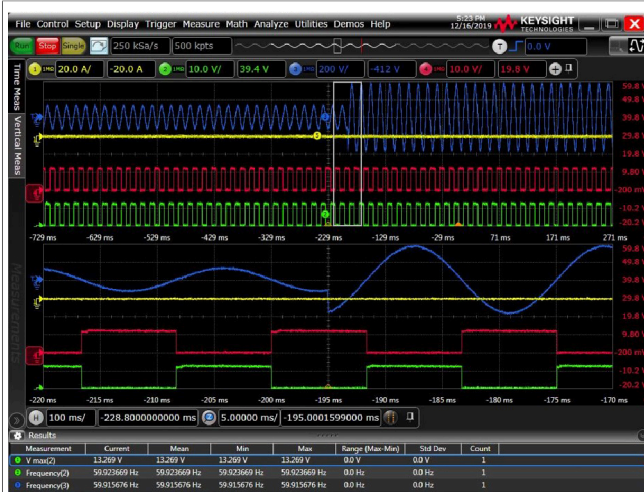 File Control Setup Display Trigger Measure Math Analyze Utilities Demos Help
5:23 PM
12/16/2019
KEYSIGHT
TECHNOLOGIES
Run Stop Single 250 kSa/s 500 kpts T 0.0 V
1 1MΩ 20.0 A/ -20.0 A 2 1MΩ 10.0 V/ 39.4 V 3 1MΩ 200 V/ -412 V 4 1MΩ 10.0 V/ 19.8 V
Time Meas
Vertical Meas
Measurements
59.8 V
49.8 V
39.8 V
29.8 V
19.8 V
9.80 V
-200 mV
-10.2 V
-20.2 V
-729 ms -629 ms -529 ms -429 ms -329 ms -229 ms -129 ms -29 ms 71 ms 171 ms 271 ms
59.8 V
49.8 V
39.8 V
29.8 V
19.8 V
9.80 V
-200 mV
-10.2 V
-20.2 V
-220 ms -215 ms -210 ms -205 ms -200 ms -195 ms -190 ms -185 ms -180 ms -175 ms -170 ms
H 100 ms/ -228.8000000000 ms 5.00000 ms/ -195.0001599000 ms
Results
Measurement Current Mean Min Max Range (Max-Min) Std Dev Count
V max(2) 13.269 V 13.269 V 13.269 V 13.269 V 0.0 V 0.0 V 1
Frequency(2) 59.923669 Hz 59.923669 Hz 59.923669 Hz 59.923669 Hz 0.0 Hz 0.0 Hz 1
Frequency(3) 59.915676 Hz 59.915676 Hz 59.915676 Hz 59.915676 Hz 0.0 Hz 0.0 Hz 1